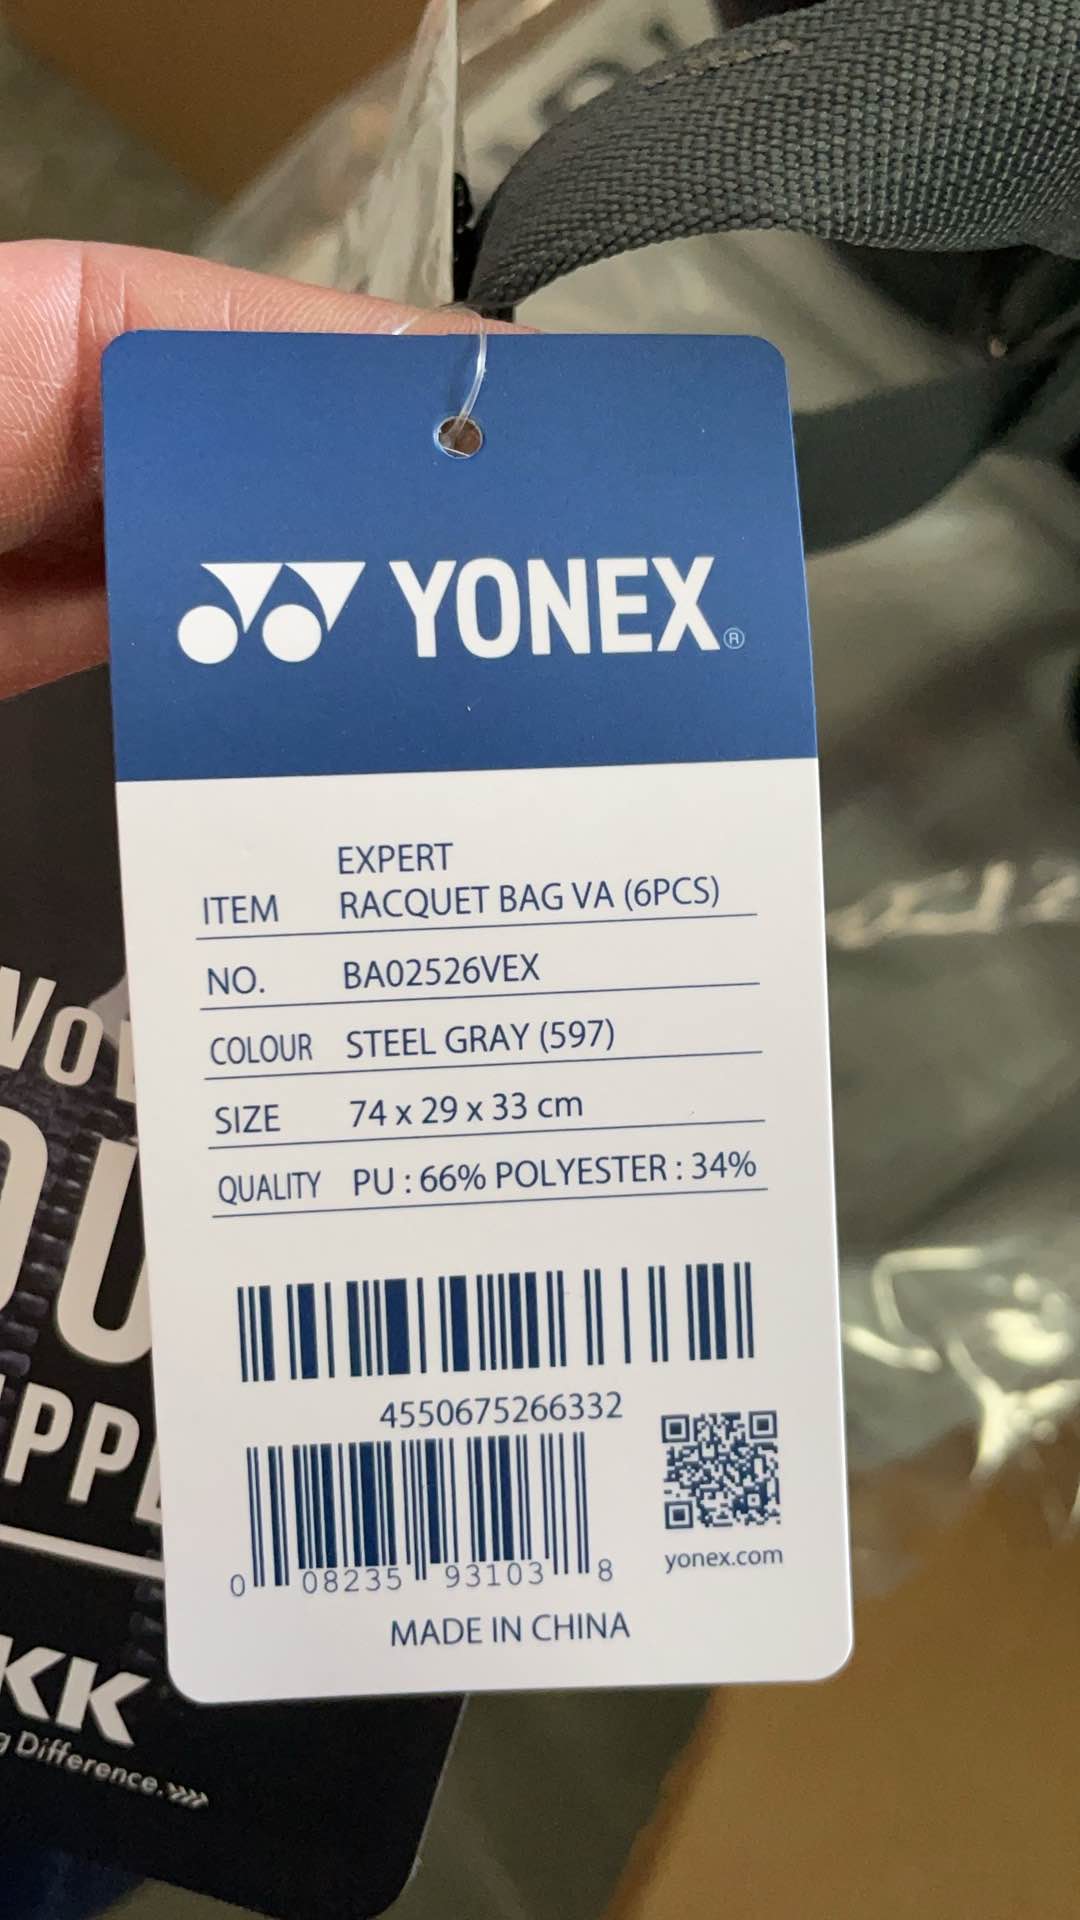 YONEX®
EXPERT
ITEM RACQUET BAG VA (6PCS)
NO. BA02526VEX
COLOUR STEEL GRAY (597)
SIZE 74 x 29 x 33 cm
QUALITY PU : 66% POLYESTER : 34%
4550675266332
0 08235 93103 8
yonex.com
MADE IN CHINA
KK
Difference.